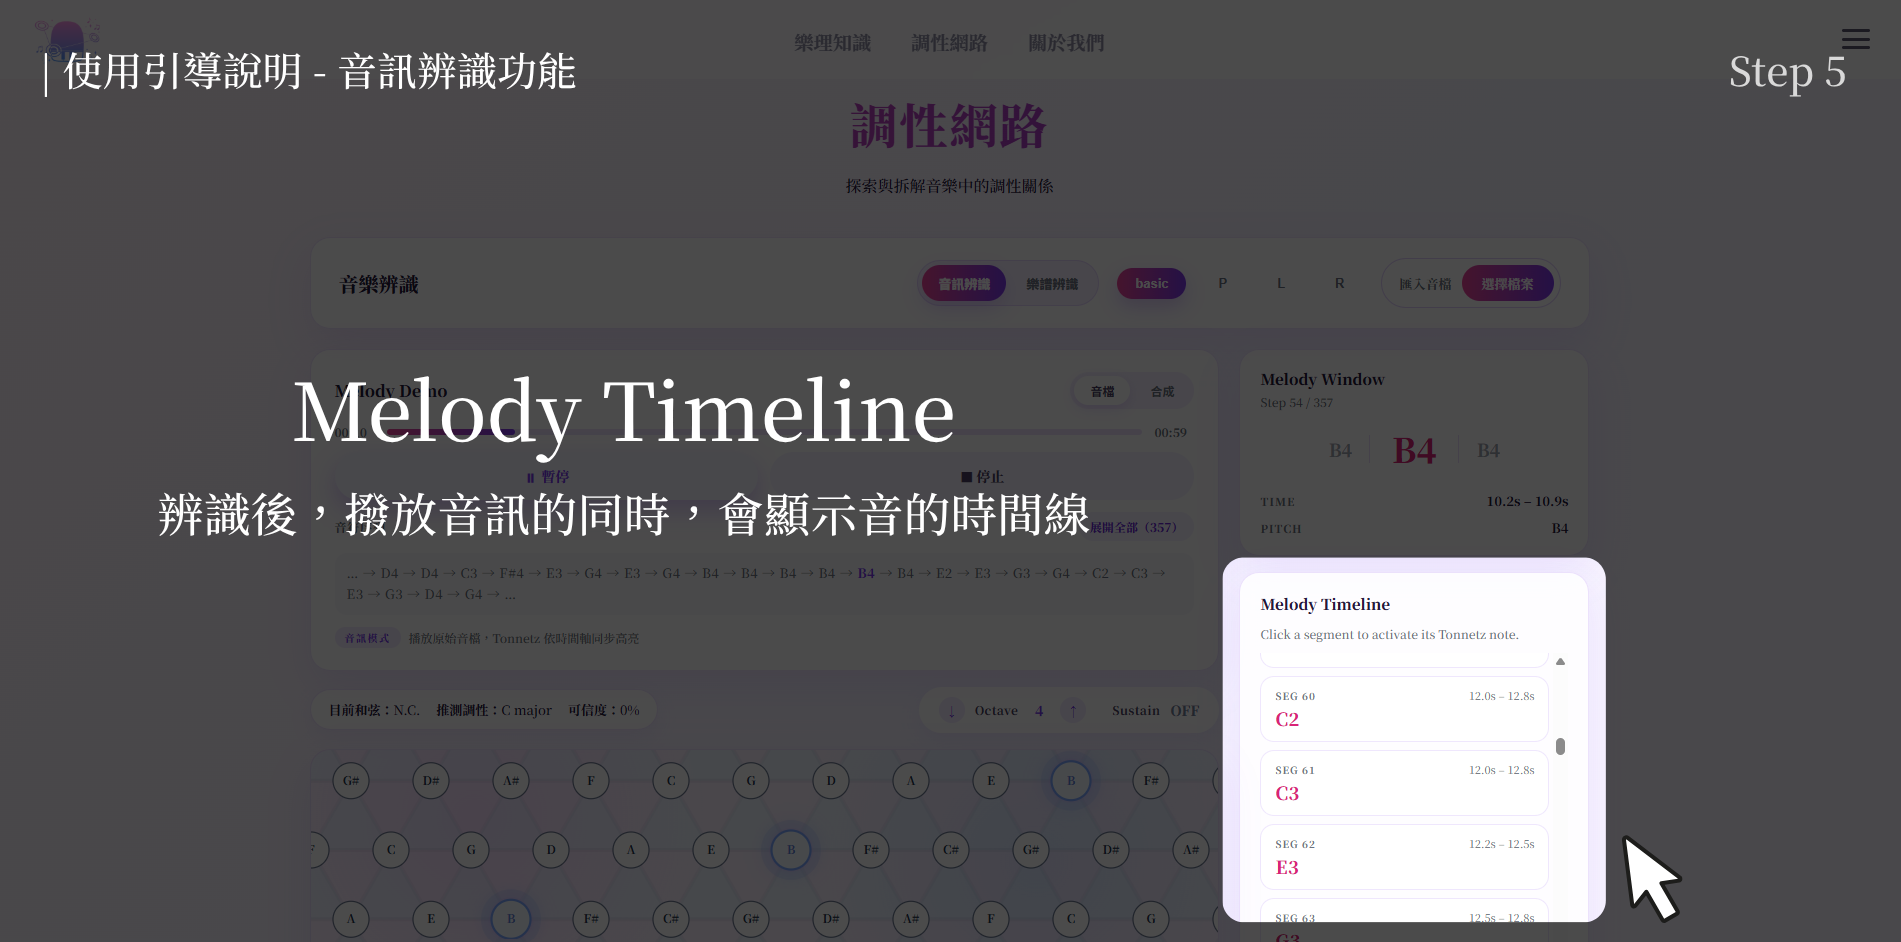 樂理知識 調性網路 關於我們
使用引導說明 - 音訊辨識功能
Step 5
調性網路
探索與拆解音樂中的調性關係
音樂辨識
音訊辨識 樂譜辨識 basic P L R 匯入音檔 選擇檔案
Melody Demo
音檔 合成
Melody Timeline
00:59
⏸ 暫停
■ 停止
辨識後，撥放音訊的同時，會顯示音的時間線
展開全部（357）
... → D4 → D4 → C3 → F#4 → E3 → G4 → E3 → G4 → B4 → B4 → B4 → B4 → B4 → B4 → E2 → E3 → G3 → G4 → C2 → C3 →
E3 → G3 → D4 → G4 → ...
音訊模式 播放原始音檔，Tonnetz 依時間軸同步高亮
Melody Window
Step 54 / 357
B4 B4 B4
TIME 10.2s – 10.9s
PITCH B4
Melody Timeline
Click a segment to activate its Tonnetz note.
SEG 60 12.0s – 12.8s
C2
SEG 61 12.0s – 12.8s
C3
SEG 62 12.2s – 12.5s
E3
SEG 63 12.5s – 12.8s
G3
目前和弦：N.C. 推測調性：C major 可信度：0%
↓ Octave 4 ↑ Sustain OFF
G# D# A# F C G D A E B F#
F C G D A E B F# C# G# D# A#
A E B F# C# G# D# A# F C G